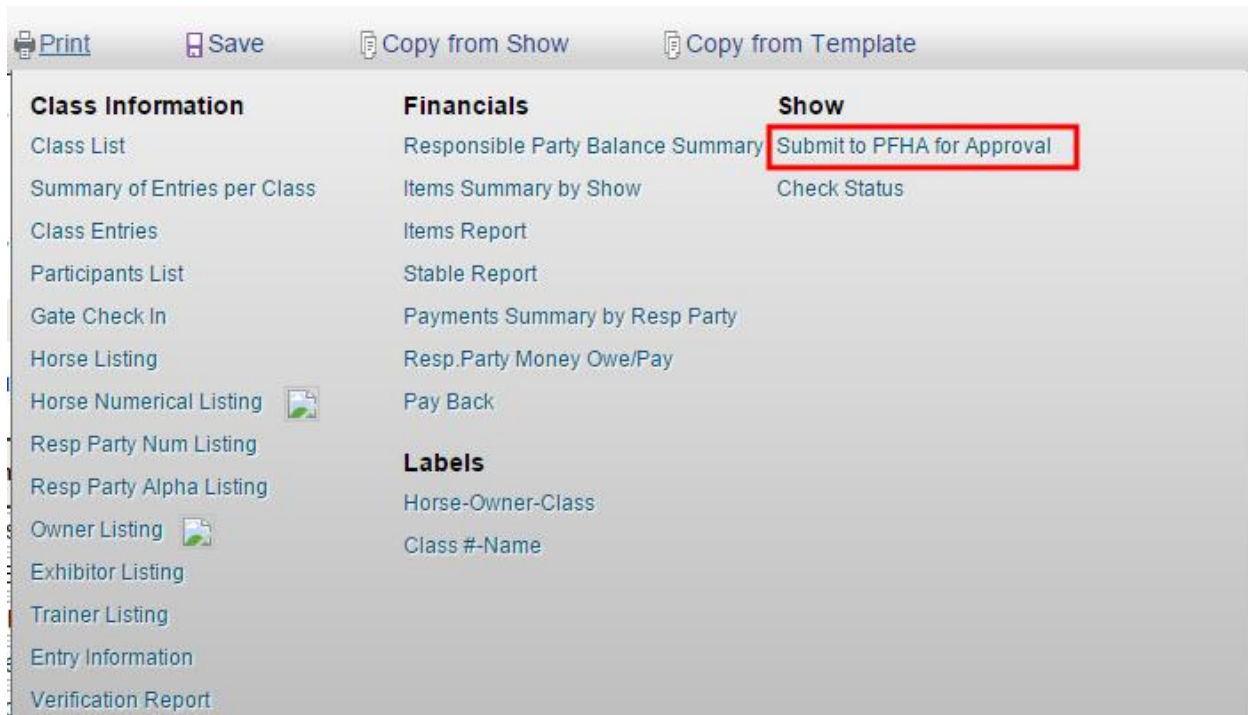 Print Save Copy from Show Copy from Template
Class Information
Class List
Summary of Entries per Class
Class Entries
Participants List
Gate Check In
Horse Listing
Horse Numerical Listing
Resp Party Num Listing
Resp Party Alpha Listing
Owner Listing
Exhibitor Listing
Trainer Listing
Entry Information
Verification Report
Financials
Responsible Party Balance Summary
Items Summary by Show
Items Report
Stable Report
Payments Summary by Resp Party
Resp.Party Money Owe/Pay
Pay Back
Labels
Horse-Owner-Class
Class #-Name
Show
Submit to PFHA for Approval
Check Status